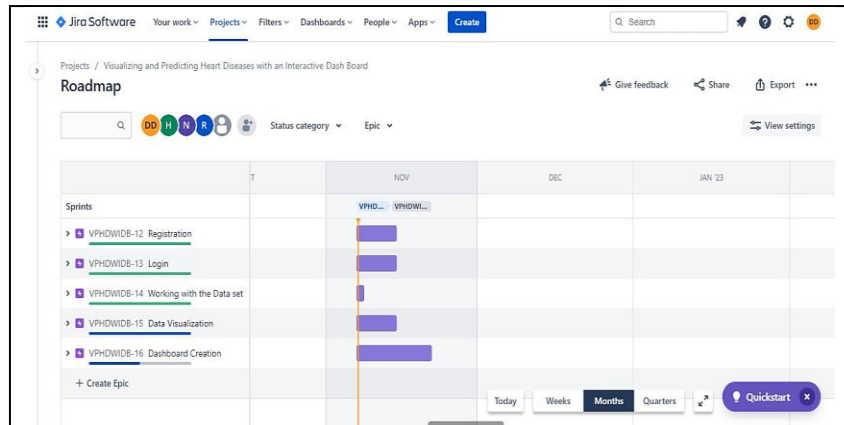 Jira Software Your work Projects Filters Dashboards People Apps Create Search DD
Projects / Visualizing and Predicting Heart Diseases with an Interactive Dash Board
Roadmap Give feedback Share Export
DD H N R Status category Epic View settings
T NOV DEC JAN '23
Sprints VPHD... VPHDWI...
VPHDWIDB-12 Registration
VPHDWIDB-13 Login
VPHDWIDB-14 Working with the Data set
VPHDWIDB-15 Data Visualization
VPHDWIDB-16 Dashboard Creation
+ Create Epic
Today Weeks Months Quarters Quickstart